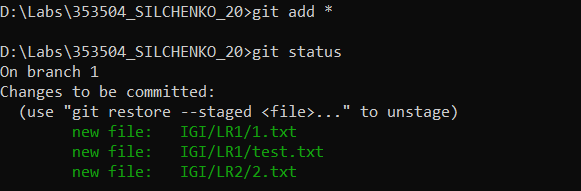 D:\Labs\353504_SILCHENKO_20>git add *
D:\Labs\353504_SILCHENKO_20>git status
On branch 1
Changes to be committed:
  (use "git restore --staged <file>..." to unstage)
        new file:   IGI/LR1/1.txt
        new file:   IGI/LR1/test.txt
        new file:   IGI/LR2/2.txt